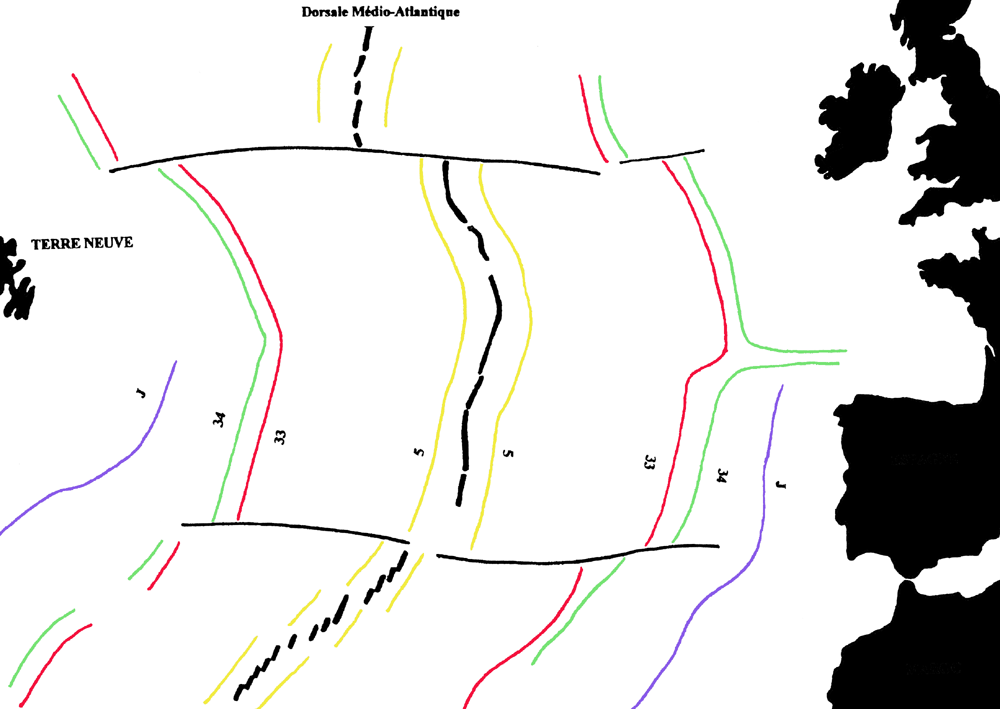 Dorsale Médio-Atlantique
TERRE NEUVE
J
34
33
5
5
33
34
J